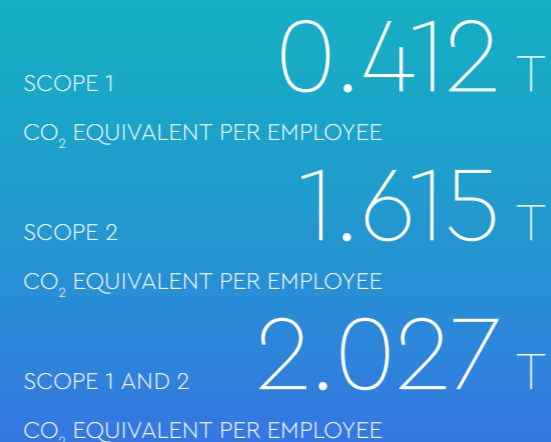 SCOPE 1 0.412 T
CO₂ EQUIVALENT PER EMPLOYEE
SCOPE 2 1.615 T
CO₂ EQUIVALENT PER EMPLOYEE
SCOPE 1 AND 2 2.027 T
CO₂ EQUIVALENT PER EMPLOYEE